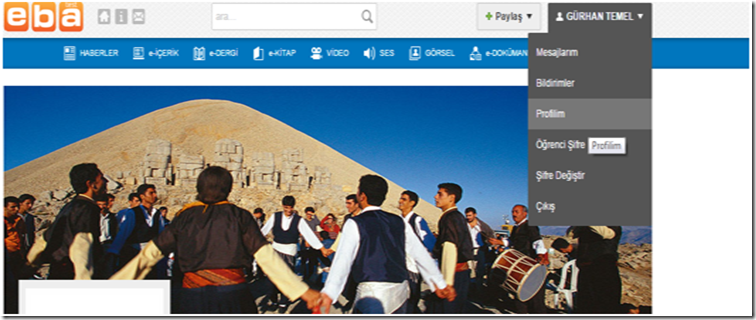 eba
ara...
Paylaş
GÜRHAN TEMEL
HABERLER
e-İÇERİK
e-DERGİ
e-KİTAP
VİDEO
SES
GÖRSEL
e-DOKÜMAN
Mesajlarım
Bildirimler
Profilim
Öğrenci Şifre
Profilim
Şifre Değiştir
Çıkış